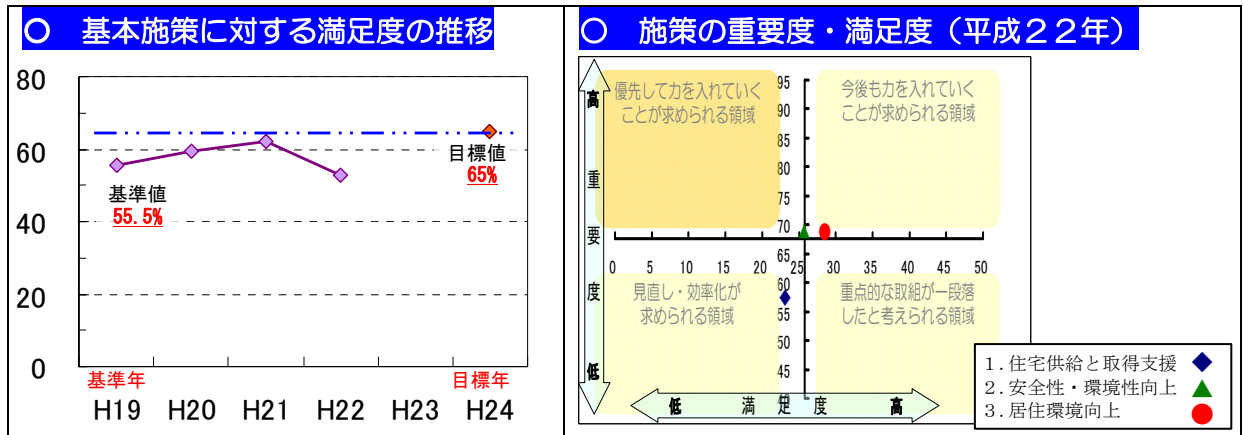 〇 基本施策に対する満足度の推移
80
60
40
20
0
基準値
55.5%
目標値
65%
基準年
目標年
H19 H20 H21 H22 H23 H24
〇 施策の重要度・満足度（平成２２年）
高
重
要
度
低
優先して力を入れていく
ことが求められる領域
今後も力を入れていく
ことが求められる領域
95
90
85
80
75
70
65
60
55
50
45
0 5 10 15 20 25 30 35 40 45 50
見直し・効率化が
求められる領域
重点的な取組が一段落
したと考えられる領域
低 満 足 度 高
1.住宅供給と取得支援
2.安全性・環境性向上
3.居住環境向上